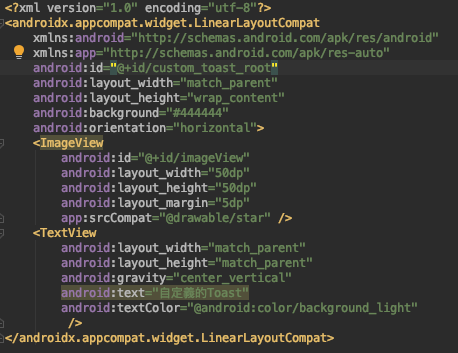 <?xml version="1.0" encoding="utf-8"?>
<androidx.appcompat.widget.LinearLayoutCompat
xmlns:android="http://schemas.android.com/apk/res/android"
xmlns:app="http://schemas.android.com/apk/res-auto"
android:id="@+id/custom_toast_root"
android:layout_width="match_parent"
android:layout_height="wrap_content"
android:background="#444444"
android:orientation="horizontal">
<ImageView
android:id="@+id/imageView"
android:layout_width="50dp"
android:layout_height="50dp"
android:layout_margin="5dp"
app:srcCompat="@drawable/star" />
<TextView
android:layout_width="match_parent"
android:layout_height="match_parent"
android:gravity="center_vertical"
android:text="自定義的Toast"
android:textColor="@android:color/background_light"
/>
</androidx.appcompat.widget.LinearLayoutCompat>